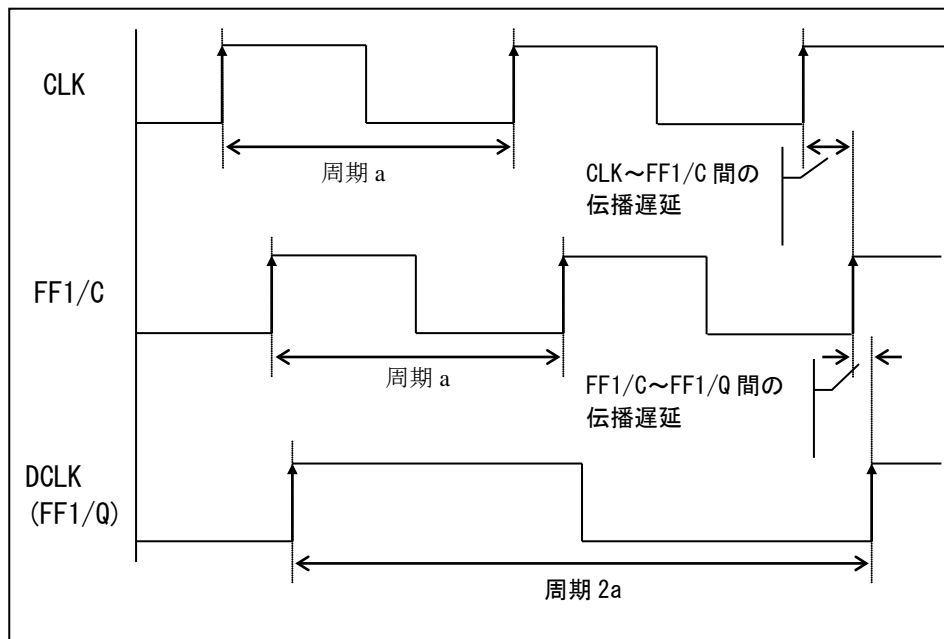 CLK
周期 a
CLK～FF1/C 間の
伝播遅延
FF1/C
周期 a
FF1/C～FF1/Q 間の
伝播遅延
DCLK
(FF1/Q)
周期 2a